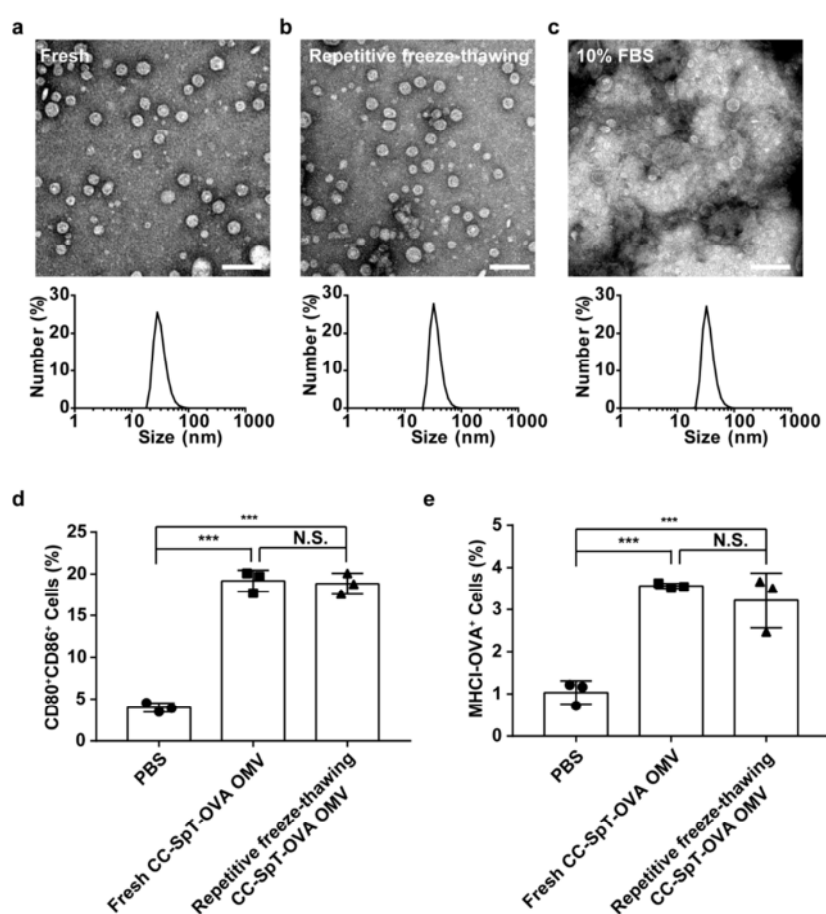 a
Fresh
b
Repetitive freeze-thawing
c
10% FBS
30
20
10
0
Number (%)
1 10 100 1000
Size (nm)
30
20
10
0
Number (%)
1 10 100 1000
Size (nm)
30
20
10
0
Number (%)
1 10 100 1000
Size (nm)
d
25
20
15
10
5
0
CD80⁺CD86⁺ Cells (%)
***
***
N.S.
PBS
Fresh CC-SpT-OVA OMV
Repetitive freeze-thawing
CC-SpT-OVA OMV
e
5
4
3
2
1
0
MHCI-OVA⁺ Cells (%)
***
***
N.S.
PBS
Fresh CC-SpT-OVA OMV
Repetitive freeze-thawing
CC-SpT-OVA OMV